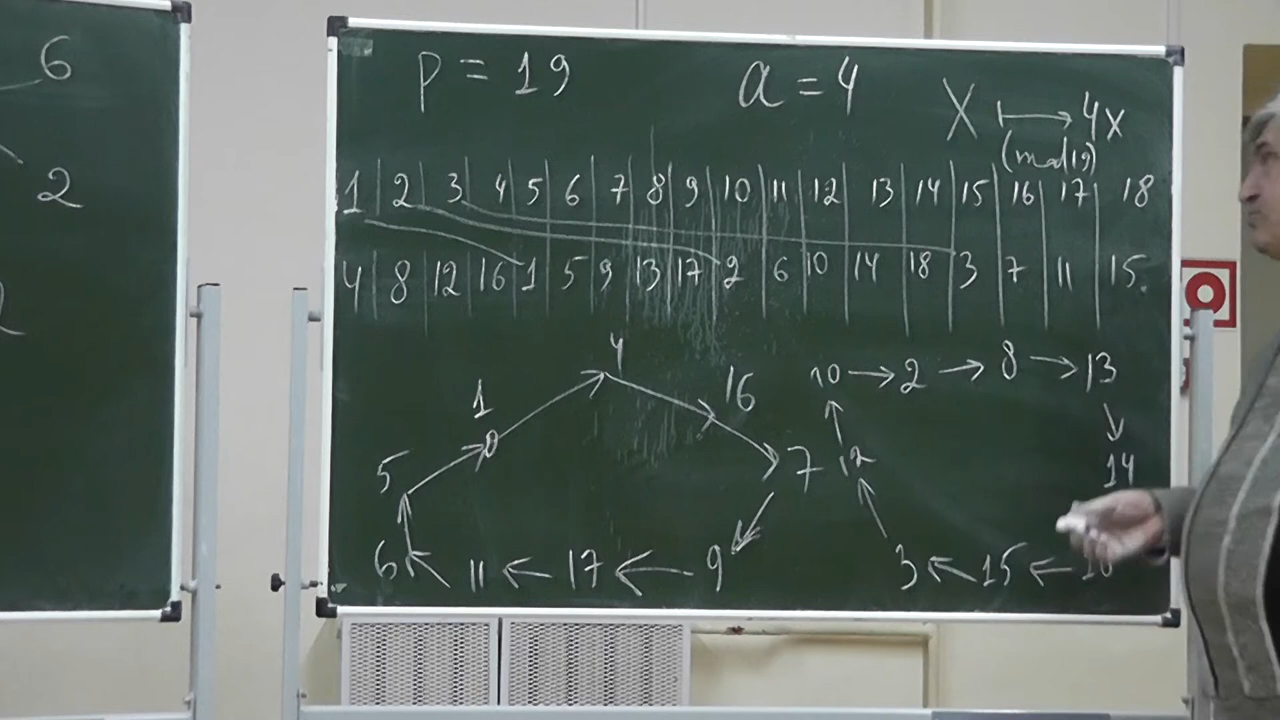 6
2
p = 19 a = 4 X ↦ 4x
(mod 19)
1 2 3 4 5 6 7 8 9 10 11 12 13 14 15 16 17 18
4 8 12 16 1 5 9 13 17 2 6 10 14 18 3 7 11 15
4
10 → 2 → 8 → 13
1 16
5 7 12 14
6 ← 11 ← 17 ← 9 3 ← 15 ←